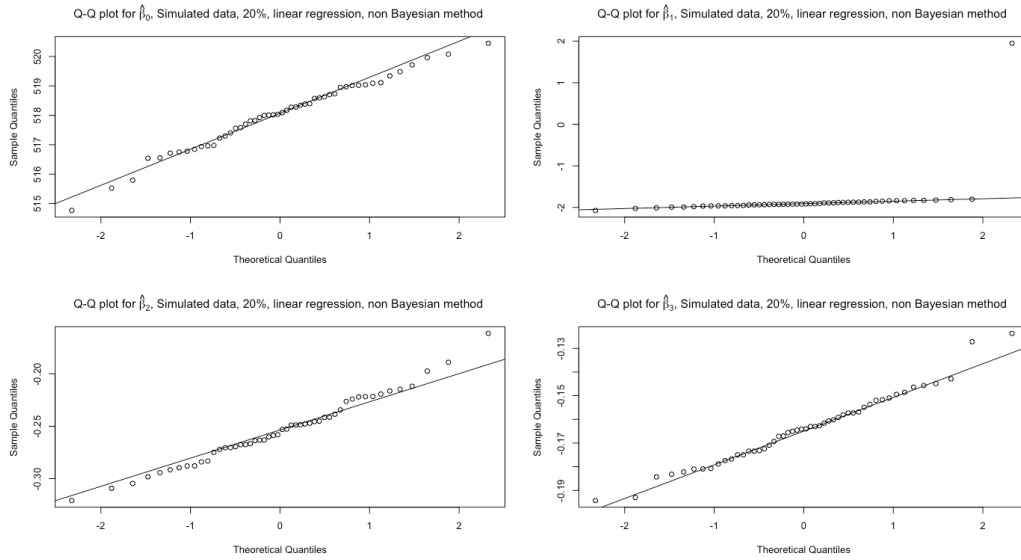 Q-Q plot for β̂₀, Simulated data, 20%, linear regression, non Bayesian method
Sample Quantiles
515 516 517 518 519 520
-2 -1 0 1 2
Theoretical Quantiles
Q-Q plot for β̂₁, Simulated data, 20%, linear regression, non Bayesian method
Sample Quantiles
-2 -1 0 1 2
-2 -1 0 1 2
Theoretical Quantiles
Q-Q plot for β̂₂, Simulated data, 20%, linear regression, non Bayesian method
Sample Quantiles
-0.30 -0.25 -0.20
-2 -1 0 1 2
Theoretical Quantiles
Q-Q plot for β̂₃, Simulated data, 20%, linear regression, non Bayesian method
Sample Quantiles
-0.19 -0.17 -0.15 -0.13
-2 -1 0 1 2
Theoretical Quantiles